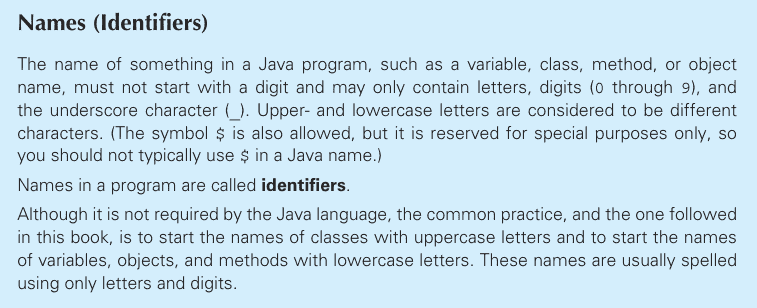 Names (Identifiers)
The name of something in a Java program, such as a variable, class, method, or object
name, must not start with a digit and may only contain letters, digits (0 through 9), and
the underscore character (_). Upper- and lowercase letters are considered to be different
characters. (The symbol $ is also allowed, but it is reserved for special purposes only, so
you should not typically use $ in a Java name.)
Names in a program are called identifiers.
Although it is not required by the Java language, the common practice, and the one followed
in this book, is to start the names of classes with uppercase letters and to start the names
of variables, objects, and methods with lowercase letters. These names are usually spelled
using only letters and digits.